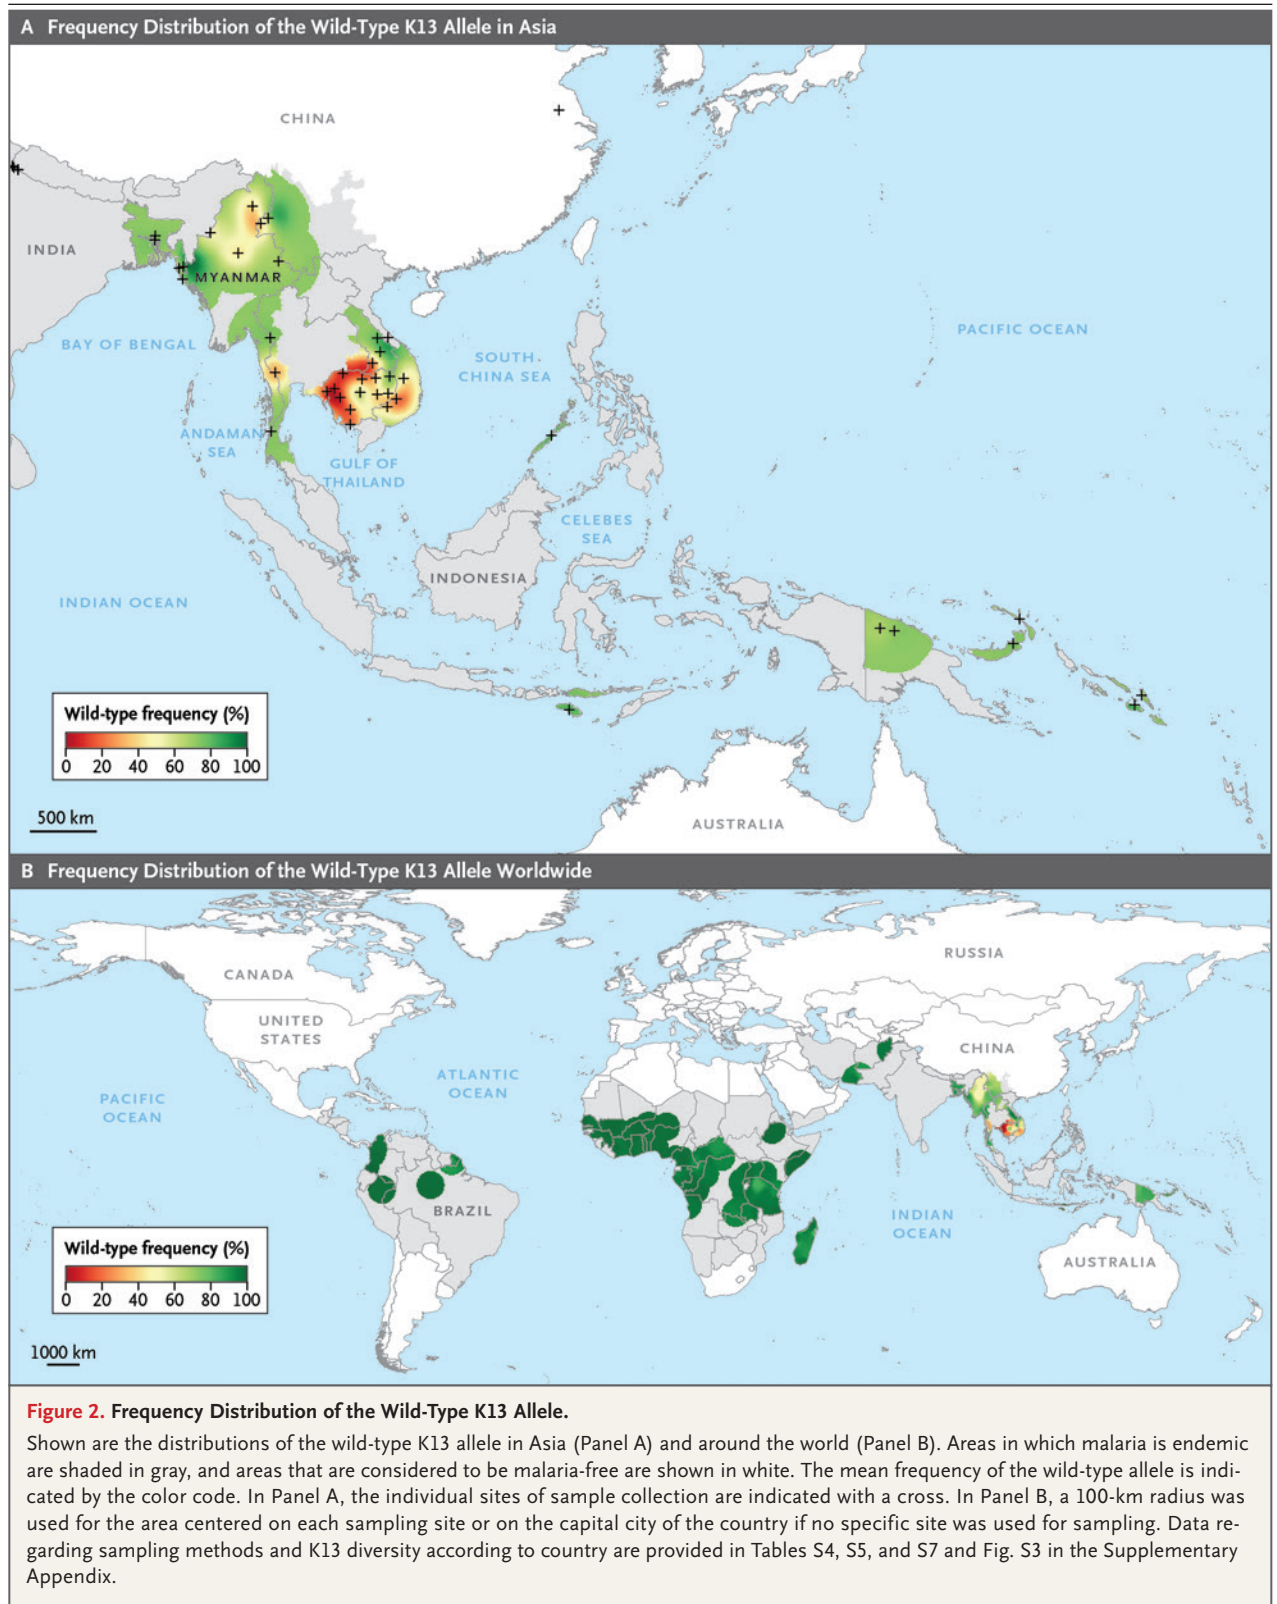 A Frequency Distribution of the Wild-Type K13 Allele in Asia
CHINA
INDIA
MYANMAR
BAY OF BENGAL
SOUTH
CHINA SEA
PACIFIC OCEAN
ANDAMAN
SEA
GULF OF
THAILAND
CELEBES
SEA
INDONESIA
INDIAN OCEAN
Wild-type frequency (%)
0 20 40 60 80 100
500 km
AUSTRALIA
B Frequency Distribution of the Wild-Type K13 Allele Worldwide
RUSSIA
CANADA
UNITED
STATES
CHINA
ATLANTIC
OCEAN
PACIFIC
OCEAN
BRAZIL
INDIAN
OCEAN
AUSTRALIA
Wild-type frequency (%)
0 20 40 60 80 100
1000 km
Figure 2. Frequency Distribution of the Wild-Type K13 Allele.
Shown are the distributions of the wild-type K13 allele in Asia (Panel A) and around the world (Panel B). Areas in which malaria is endemic
are shaded in gray, and areas that are considered to be malaria-free are shown in white. The mean frequency of the wild-type allele is indi-
cated by the color code. In Panel A, the individual sites of sample collection are indicated with a cross. In Panel B, a 100-km radius was
used for the area centered on each sampling site or on the capital city of the country if no specific site was used for sampling. Data re-
garding sampling methods and K13 diversity according to country are provided in Tables S4, S5, and S7 and Fig. S3 in the Supplementary
Appendix.